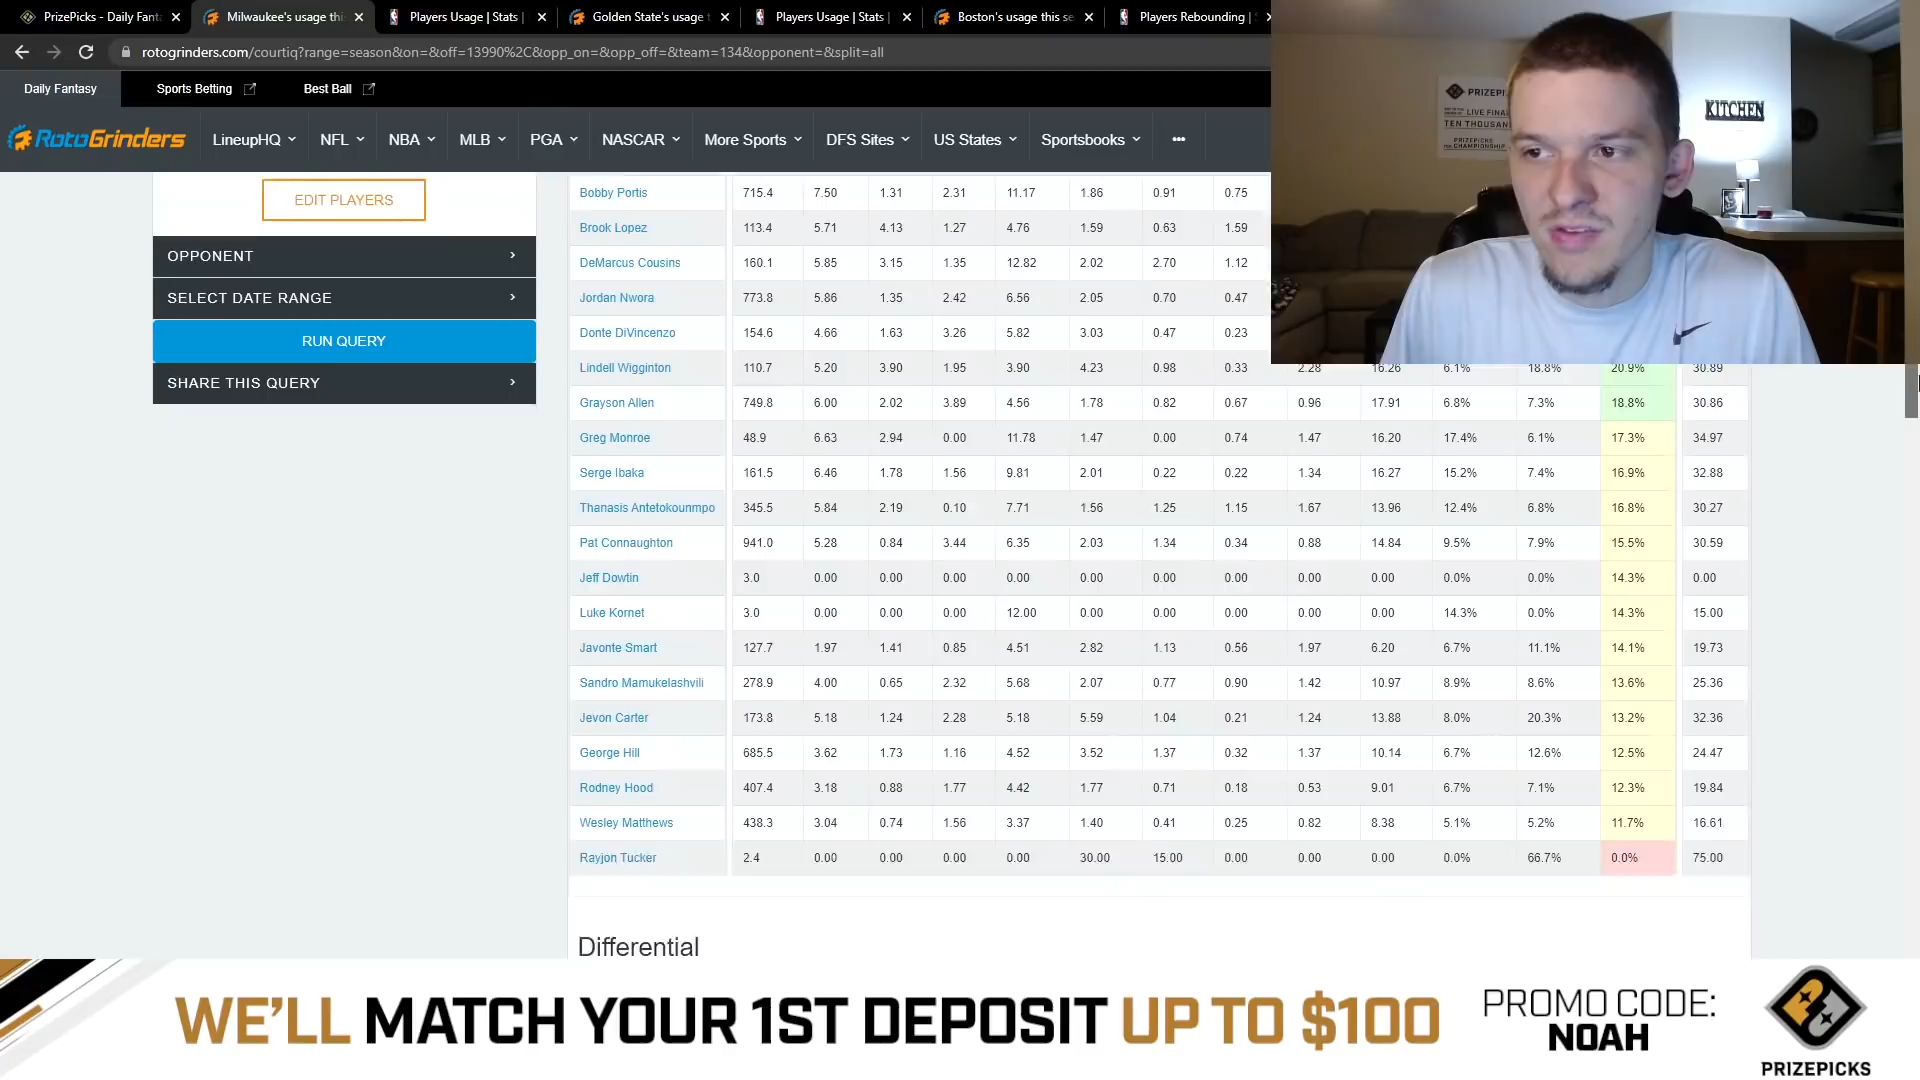 PrizePicks - Daily Fanta
Milwaukee's usage thi
Players Usage | Stats |
Golden State's usage t
Players Usage | Stats |
Boston's usage this se
Players Rebounding |
rotogrinders.com/courtiq?range=season&on=&off=13990%2C&opp_on=&opp_off=&team=134&opponent=&split=all
Daily Fantasy Sports Betting Best Ball
RotoGrinders LineupHQ NFL NBA MLB PGA NASCAR More Sports DFS Sites US States Sportsbooks •••
EDIT PLAYERS
OPPONENT
SELECT DATE RANGE
RUN QUERY
SHARE THIS QUERY
Bobby Portis 715.4 7.50 1.31 2.31 11.17 1.86 0.91 0.75
Brook Lopez 113.4 5.71 4.13 1.27 4.76 1.59 0.63 1.59
DeMarcus Cousins 160.1 5.85 3.15 1.35 12.82 2.02 2.70 1.12
Jordan Nwora 773.8 5.86 1.35 2.42 6.56 2.05 0.70 0.47
Donte DiVincenzo 154.6 4.66 1.63 3.26 5.82 3.03 0.47 0.23
Lindell Wigginton 110.7 5.20 3.90 1.95 3.90 4.23 0.98 0.33 2.28 16.26 6.1% 18.8% 20.9% 30.89
Grayson Allen 749.8 6.00 2.02 3.89 4.56 1.78 0.82 0.67 0.96 17.91 6.8% 7.3% 18.8% 30.86
Greg Monroe 48.9 6.63 2.94 0.00 11.78 1.47 0.00 0.74 1.47 16.20 17.4% 6.1% 17.3% 34.97
Serge Ibaka 161.5 6.46 1.78 1.56 9.81 2.01 0.22 0.22 1.34 16.27 15.2% 7.4% 16.9% 32.88
Thanasis Antetokounmpo 345.5 5.84 2.19 0.10 7.71 1.56 1.25 1.15 1.67 13.96 12.4% 6.8% 16.8% 30.27
Pat Connaughton 941.0 5.28 0.84 3.44 6.35 2.03 1.34 0.34 0.88 14.84 9.5% 7.9% 15.5% 30.59
Jeff Dowtin 3.0 0.00 0.00 0.00 0.00 0.00 0.00 0.00 0.00 0.00 0.0% 0.0% 14.3% 0.00
Luke Kornet 3.0 0.00 0.00 0.00 12.00 0.00 0.00 0.00 0.00 0.00 14.3% 0.0% 14.3% 15.00
Javonte Smart 127.7 1.97 1.41 0.85 4.51 2.82 1.13 0.56 1.97 6.20 6.7% 11.1% 14.1% 19.73
Sandro Mamukelashvili 278.9 4.00 0.65 2.32 5.68 2.07 0.77 0.90 1.42 10.97 8.9% 8.6% 13.6% 25.36
Jevon Carter 173.8 5.18 1.24 2.28 5.18 5.59 1.04 0.21 1.24 13.88 8.0% 20.3% 13.2% 32.36
George Hill 685.5 3.62 1.73 1.16 4.52 3.52 1.37 0.32 1.37 10.14 6.7% 12.6% 12.5% 24.47
Rodney Hood 407.4 3.18 0.88 1.77 4.42 1.77 0.71 0.18 0.53 9.01 6.7% 7.1% 12.3% 19.84
Wesley Matthews 438.3 3.04 0.74 1.56 3.37 1.40 0.41 0.25 0.82 8.38 5.1% 5.2% 11.7% 16.61
Rayjon Tucker 2.4 0.00 0.00 0.00 0.00 30.00 15.00 0.00 0.00 0.00 0.0% 66.7% 0.0% 75.00
Differential
PRIZEPI
LIVE FINAL
TEN THOUSAN
PRIZEPICKS
CHAMPIONSHIP
KITCHEN
WE'LL MATCH YOUR 1ST DEPOSIT UP TO $100
PROMO CODE:
NOAH
PRIZEPICKS